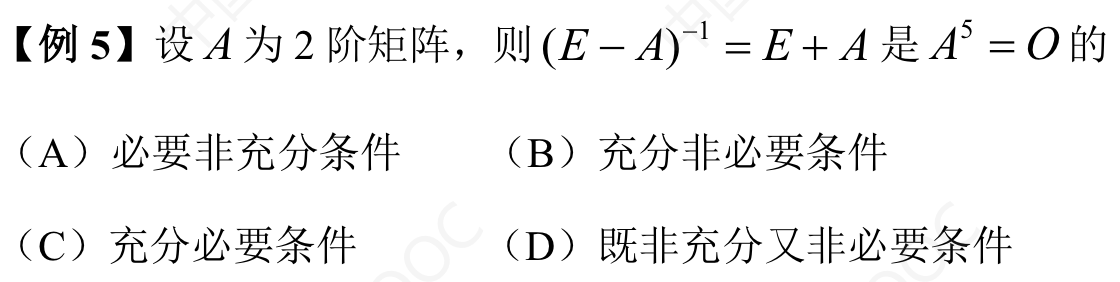 【例 5】设 A 为 2 阶矩阵，则 (E − A)⁻¹ = E + A 是 A⁵ = O 的
（A）必要非充分条件 （B）充分非必要条件
（C）充分必要条件 （D）既非充分又非必要条件